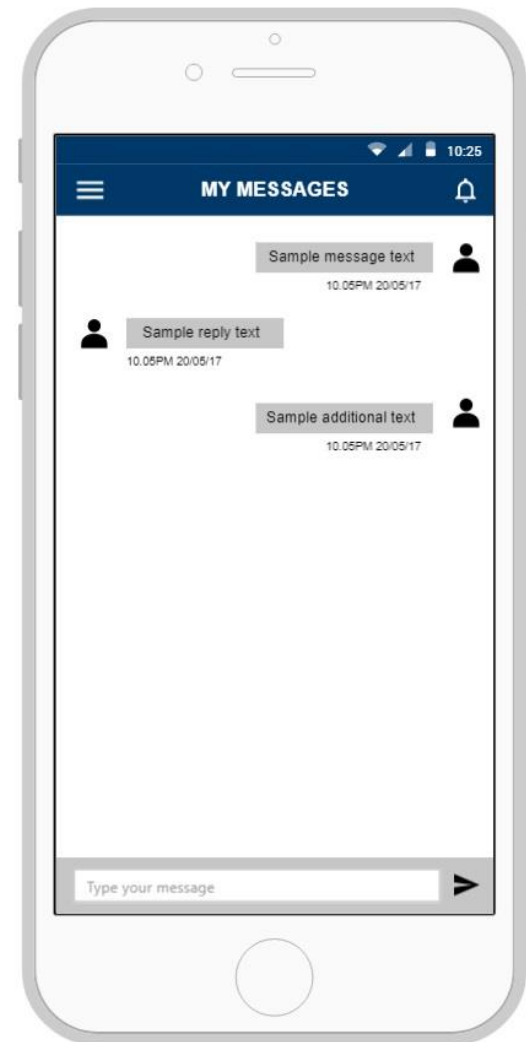 10:25
MY MESSAGES
Sample message text
10.05PM 20/05/17
Sample reply text
10.05PM 20/05/17
Sample additional text
10.05PM 20/05/17
Type your message